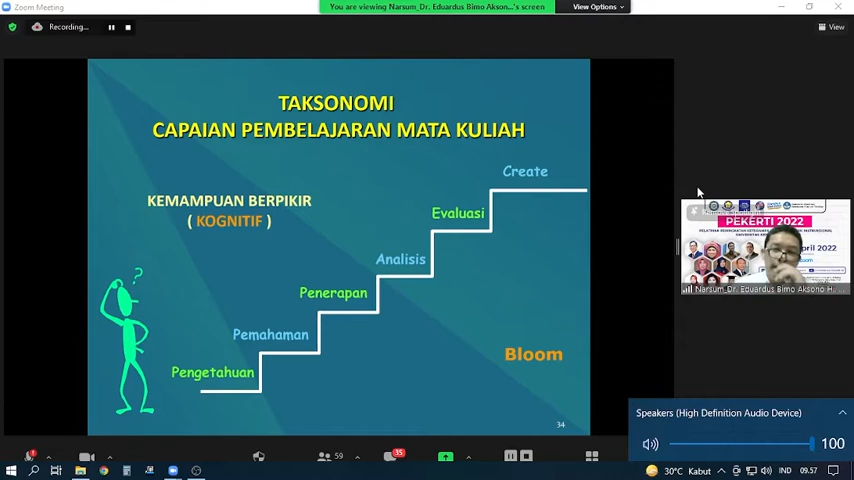 Zoom Meeting
You are viewing Narsum_Dr. Eduardus Bimo Akson...'s screen
View Options
Recording...
View
TAKSONOMI
CAPAIAN PEMBELAJARAN MATA KULIAH
Create
KEMAMPUAN BERPIKIR
( KOGNITIF )
Evaluasi
Analisis
?
Penerapan
Pemahaman
Pengetahuan
Bloom
34
PEKERTI 2022
April 2022
Narsum_Dr. Eduardus Bimo Aksono H...
Speakers (High Definition Audio Device)
100
59
35
30°C Kabut
IND
09.57